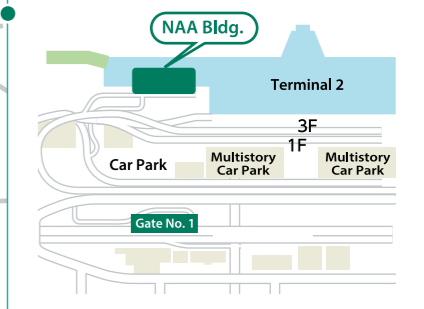 NAA Bldg.
Terminal 2
3F
1F
Car Park
Multistory
Car Park
Multistory
Car Park
Gate No. 1